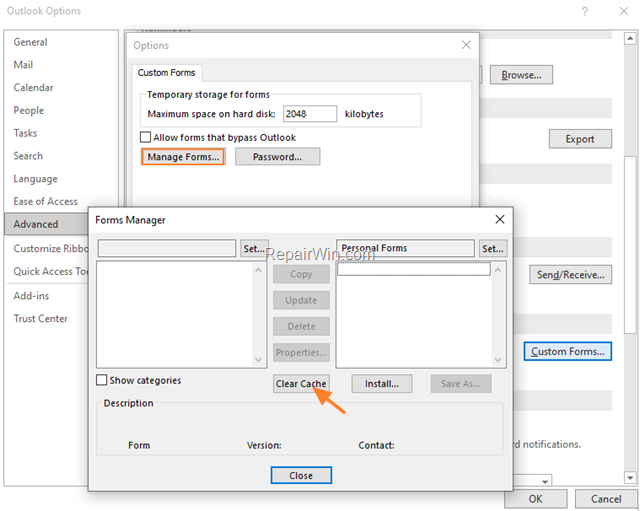 Outlook Options
General
Mail
Calendar
People
Tasks
Search
Language
Ease of Access
Advanced
Customize Ribbo
Quick Access Too
Add-ins
Trust Center
Options
Custom Forms
Temporary storage for forms
Maximum space on hard disk: 2048 kilobytes
Allow forms that bypass Outlook
Manage Forms... Password...
Browse...
Export
Send/Receive...
Custom Forms...
rd notifications.
OK Cancel
Forms Manager
Set... Personal Forms Set...
RepairWin.com
Copy
Update
Delete
Properties...
Show categories Clear Cache Install... Save As...
Description
Form Version: Contact:
Close